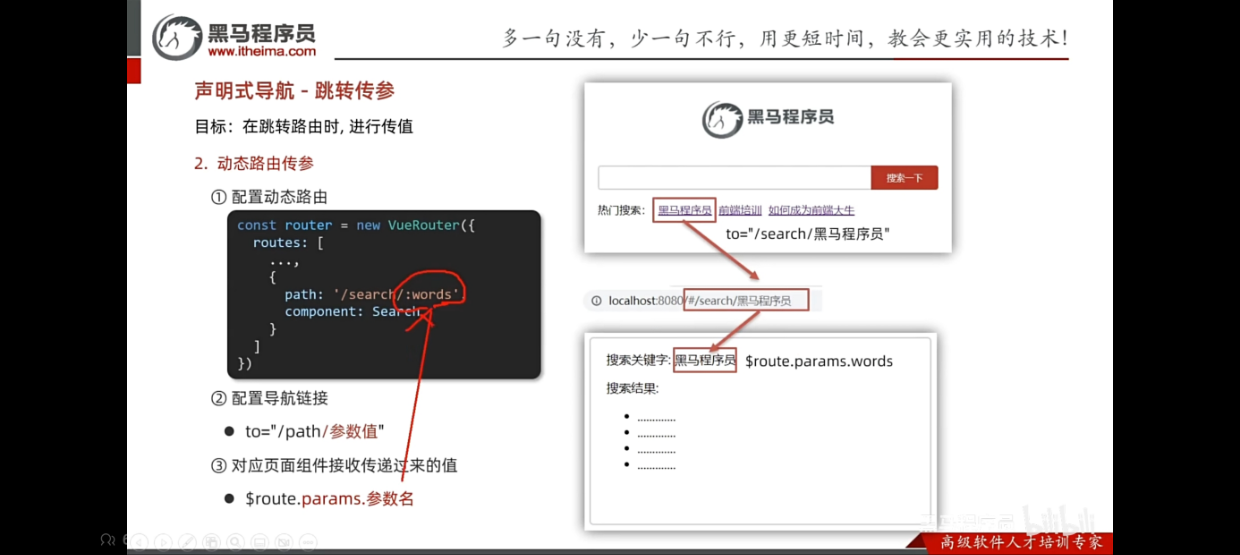 黑马程序员
www.itheima.com
多一句没有，少一句不行，用更短时间，教会更实用的技术！
声明式导航 - 跳转传参
目标：在跳转路由时, 进行传值
2. 动态路由传参
① 配置动态路由
const router = new VueRouter({
routes: [
...,
{
path: '/search/:words',
component: Search
}
]
})
② 配置导航链接
● to="/path/参数值"
③ 对应页面组件接收传递过来的值
● $route.params.参数名
黑马程序员
搜索一下
热门搜索： 黑马程序员 前端培训 如何成为前端大牛
to="/search/黑马程序员"
localhost:8080/#/search/黑马程序员
搜索关键字: 黑马程序员 $route.params.words
搜索结果:
• ............
• ............
• ............
• ............
bilibili
高级软件人才培训专家